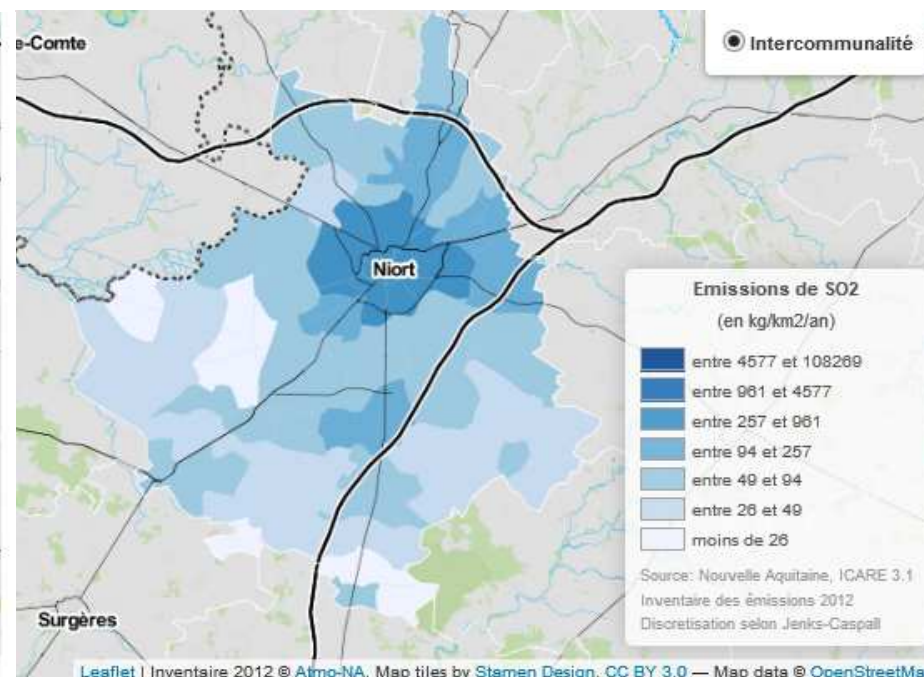 e-Comte
Intercommunalité
Niort
Emissions de SO2
(en kg/km2/an)
entre 4577 et 108269
entre 961 et 4577
entre 257 et 961
entre 94 et 257
entre 49 et 94
entre 26 et 49
moins de 26
Source: Nouvelle Aquitaine, ICARE 3.1
Inventaire des émissions 2012
Discretisation selon Jenks-Caspall
Surgères
Leaflet | Inventaire 2012 © Atmo-NA, Map tiles by Stamen Design, CC BY 3.0 — Map data © OpenStreetMa